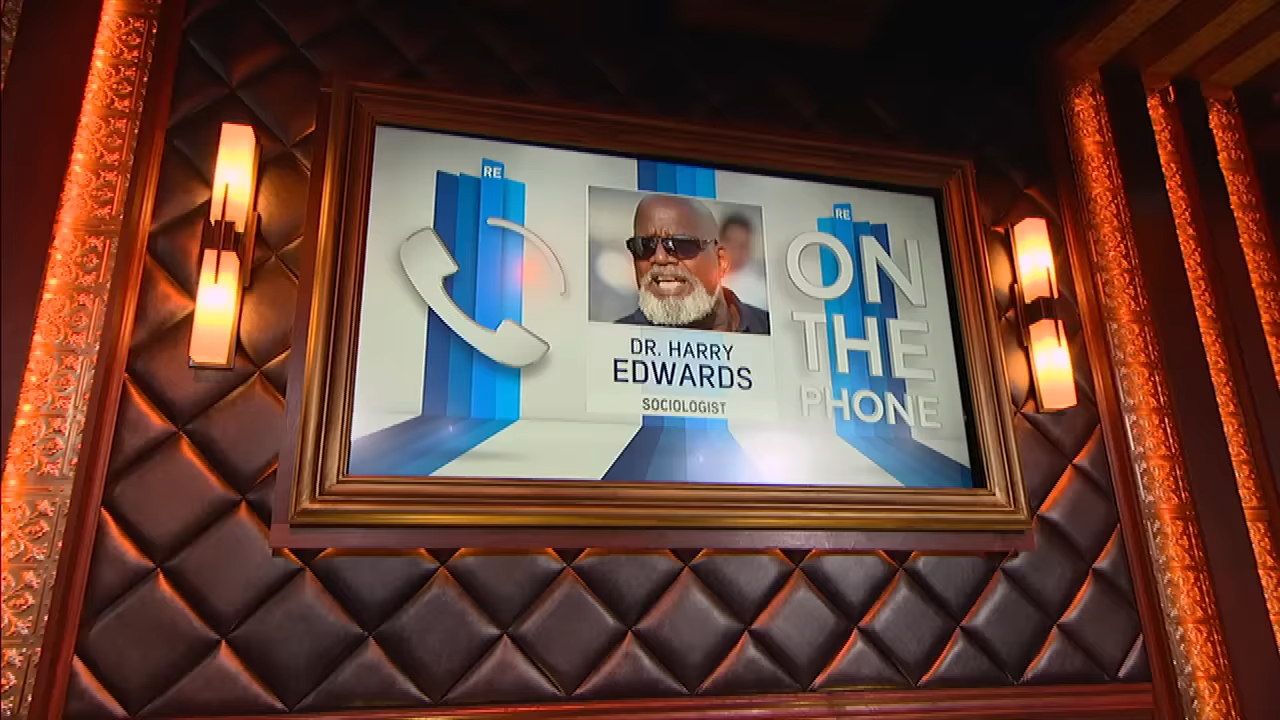 RE
DR. HARRY
EDWARDS
SOCIOLOGIST
RE
ON
THE
PHONE